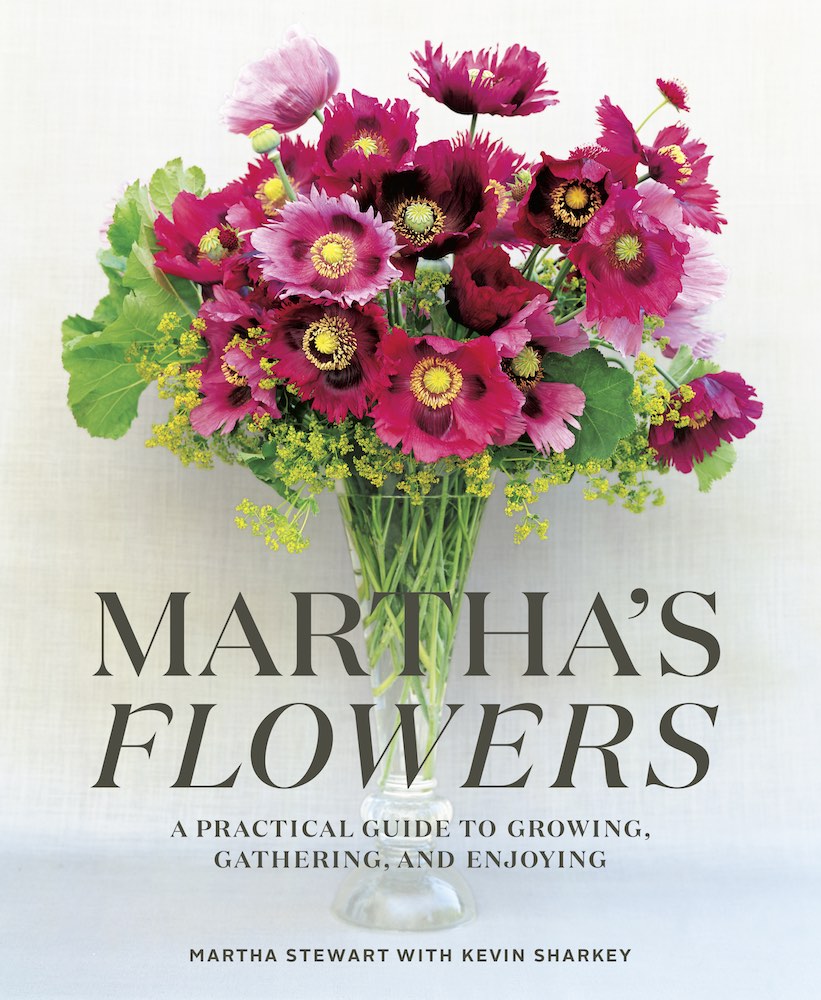 MARTHA'S
FLOWERS
A PRACTICAL GUIDE TO GROWING,
GATHERING, AND ENJOYING
MARTHA STEWART WITH KEVIN SHARKEY